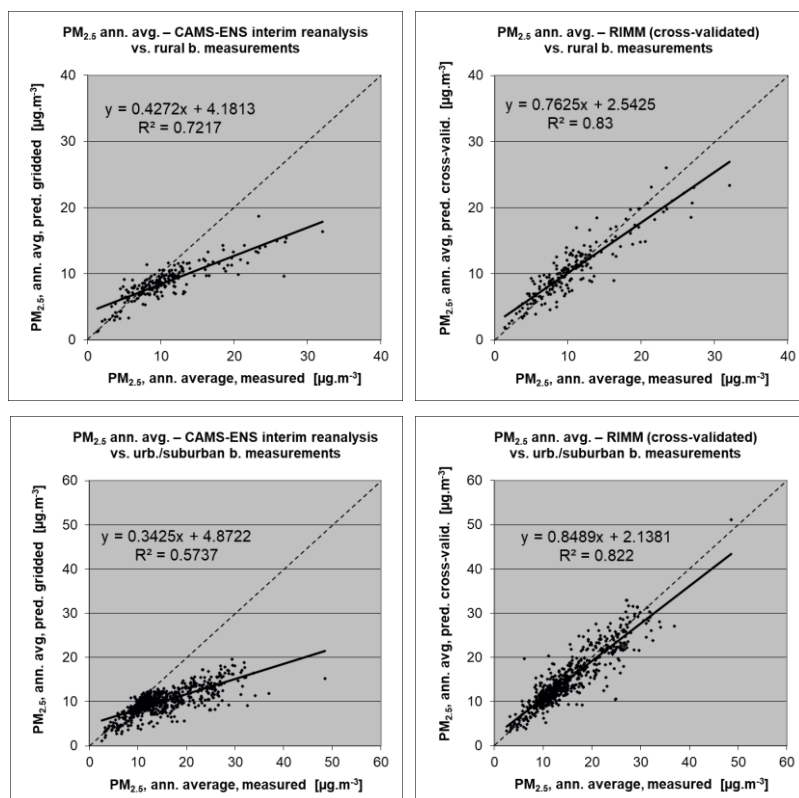 PM2.5 ann. avg. – CAMS-ENS interim reanalysis
vs. rural b. measurements
PM2.5, ann. avg, pred. gridded [µg.m-3]
40
30
20
10
0
y = 0.4272x + 4.1813
R² = 0.7217
0 10 20 30 40
PM2.5, ann. average, measured [µg.m-3]
PM2.5 ann. avg. – RIMM (cross-validated)
vs. rural b. measurements
PM2.5, ann. avg, pred. cross-valid. [µg.m-3]
40
30
20
10
0
y = 0.7625x + 2.5425
R² = 0.83
0 10 20 30 40
PM2.5, ann. average, measured [µg.m-3]
PM2.5 ann. avg. – CAMS-ENS interim reanalysis
vs. urb./suburban b. measurements
PM2.5, ann. avg, pred. gridded [µg.m-3]
60
50
40
30
20
10
0
y = 0.3425x + 4.8722
R² = 0.5737
0 10 20 30 40 50 60
PM2.5, ann. average, measured [µg.m-3]
PM2.5 ann. avg. – RIMM (cross-validated)
vs. urb./suburban b. measurements
PM2.5, ann. avg, pred. cross-valid. [µg.m-3]
60
50
40
30
20
10
0
y = 0.8489x + 2.1381
R² = 0.822
0 10 20 30 40 50 60
PM2.5, ann. average, measured [µg.m-3]